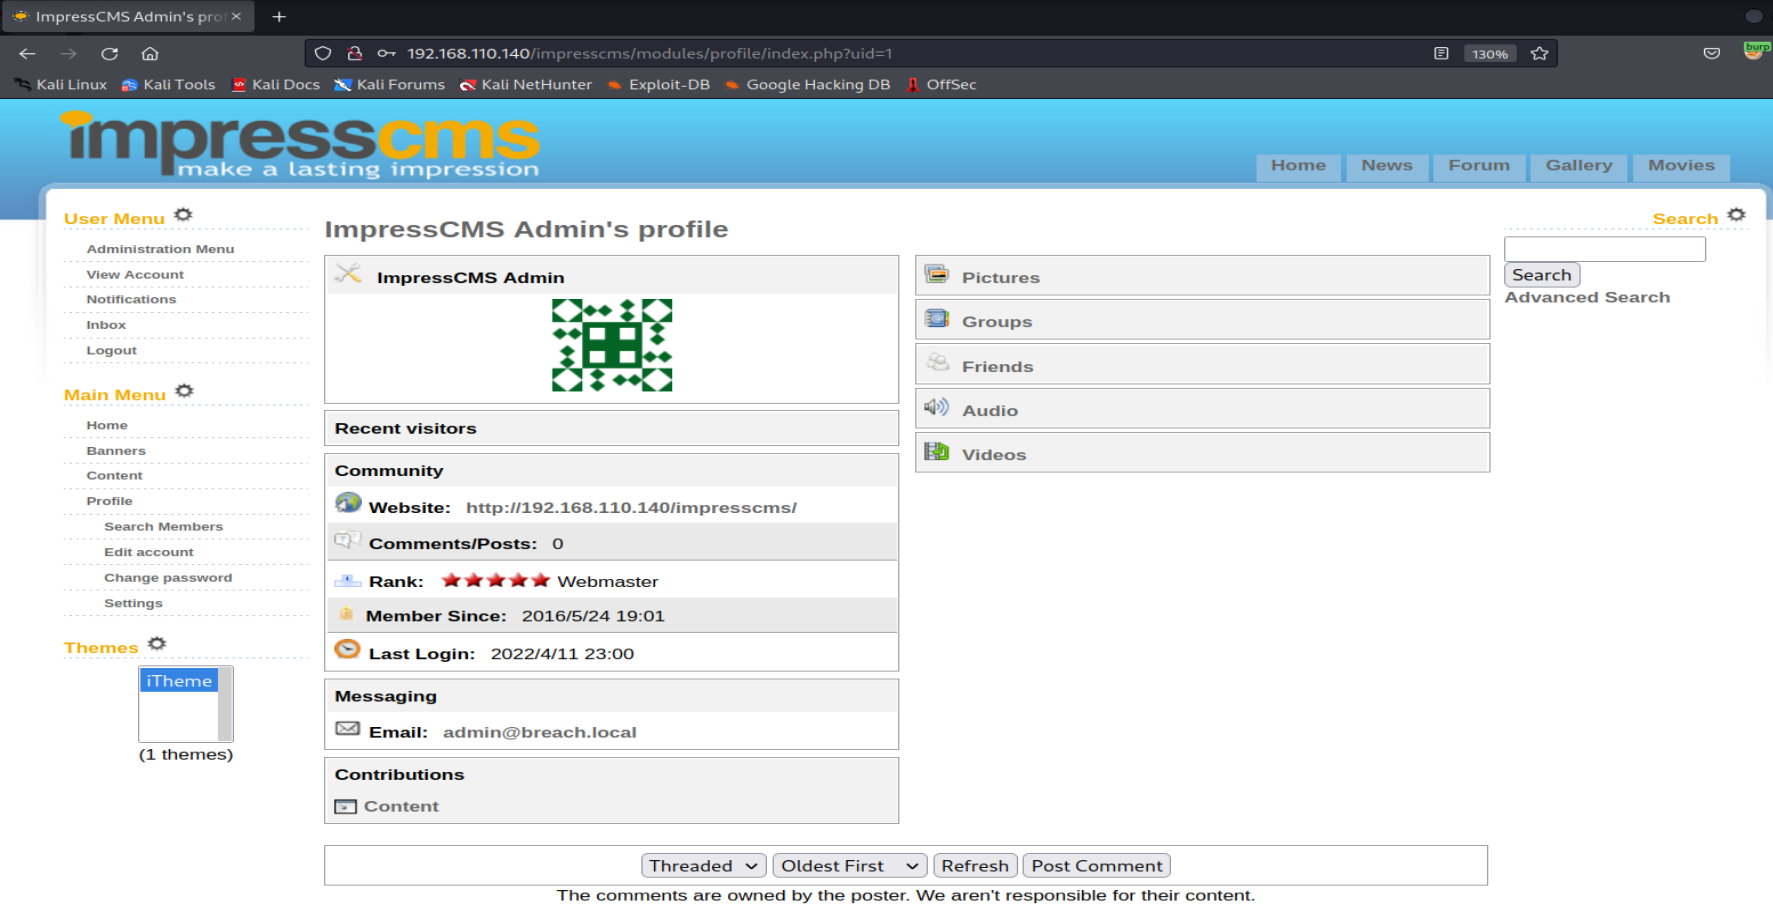 ImpressCMS Admin's prof
192.168.110.140/impresscms/modules/profile/index.php?uid=1
130%
burp
Kali Linux
Kali Tools
Kali Docs
Kali Forums
Kali NetHunter
Exploit-DB
Google Hacking DB
OffSec
impresscms
make a lasting impression
Home
News
Forum
Gallery
Movies
User Menu
Administration Menu
View Account
Notifications
Inbox
Logout
Main Menu
Home
Banners
Content
Profile
Search Members
Edit account
Change password
Settings
Themes
iTheme
(1 themes)
ImpressCMS Admin's profile
ImpressCMS Admin
Recent visitors
Community
Website: http://192.168.110.140/impresscms/
Comments/Posts: 0
Rank: Webmaster
Member Since: 2016/5/24 19:01
Last Login: 2022/4/11 23:00
Messaging
Email: admin@breach.local
Contributions
Content
Pictures
Groups
Friends
Audio
Videos
Search
Search
Advanced Search
Threaded
Oldest First
Refresh
Post Comment
The comments are owned by the poster. We aren't responsible for their content.